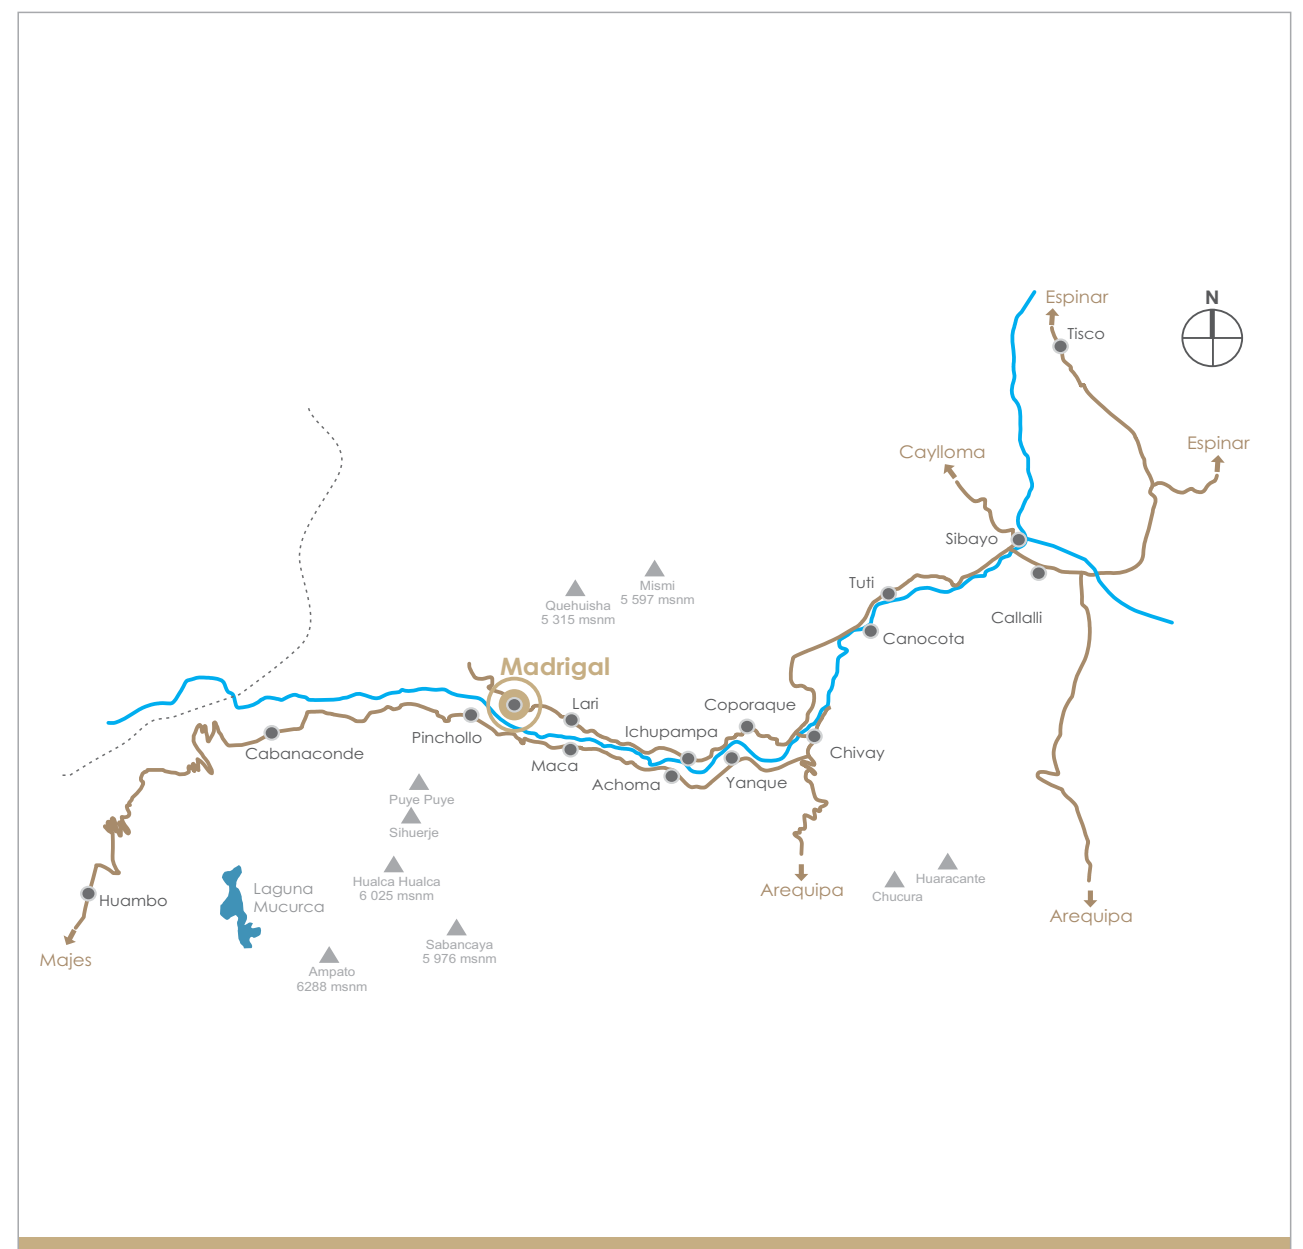 N
Espinar
Tisco
Espinar
Caylloma
Sibayo
Mismi
5 597 msnm
Quehuisha
5 315 msnm
Tuti
Callalli
Canocota
Madrigal
Lari
Coporaque
Ichupampa
Pinchollo
Cabanaconde
Chivay
Maca
Achoma
Yanque
Puye Puye
Sihuerje
Hualca Hualca
6 025 msnm
Huaracante
Chucura
Arequipa
Arequipa
Laguna
Mucurca
Huambo
Sabancaya
5 976 msnm
Majes
Ampato
6288 msnm